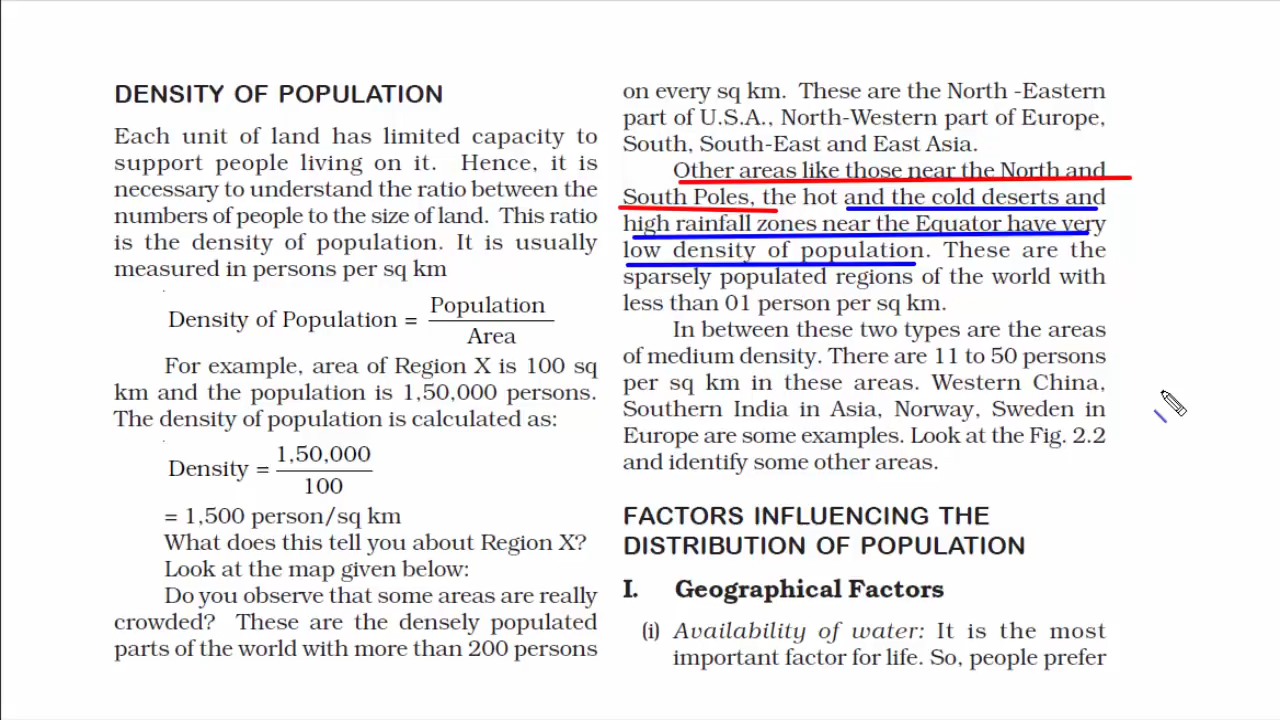 DENSITY OF POPULATION
Each unit of land has limited capacity to
support people living on it. Hence, it is
necessary to understand the ratio between the
numbers of people to the size of land. This ratio
is the density of population. It is usually
measured in persons per sq km
Density of Population = Population
Area
For example, area of Region X is 100 sq
km and the population is 1,50,000 persons.
The density of population is calculated as:
Density = 1,50,000
100
= 1,500 person/sq km
What does this tell you about Region X?
Look at the map given below:
Do you observe that some areas are really
crowded? These are the densely populated
parts of the world with more than 200 persons
on every sq km. These are the North -Eastern
part of U.S.A., North-Western part of Europe,
South, South-East and East Asia.
Other areas like those near the North and
South Poles, the hot and the cold deserts and
high rainfall zones near the Equator have very
low density of population. These are the
sparsely populated regions of the world with
less than 01 person per sq km.
In between these two types are the areas
of medium density. There are 11 to 50 persons
per sq km in these areas. Western China,
Southern India in Asia, Norway, Sweden in
Europe are some examples. Look at the Fig. 2.2
and identify some other areas.
FACTORS INFLUENCING THE
DISTRIBUTION OF POPULATION
I. Geographical Factors
(i) Availability of water: It is the most
important factor for life. So, people prefer